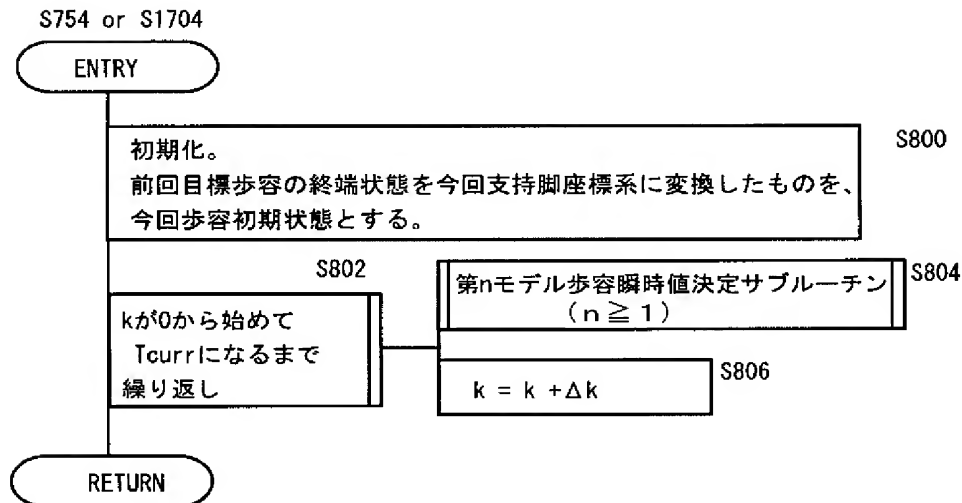 S754 or S1704
ENTRY
S800
初期化。
前回目標歩容の終端状態を今回支持脚座標系に変換したものを、
今回歩容初期状態とする。
S802
kが0から始めて
Tcurrになるまで
繰り返し
S804
第nモデル歩容瞬時値決定サブルーチン
（n≧1）
S806
k = k +Δk
RETURN